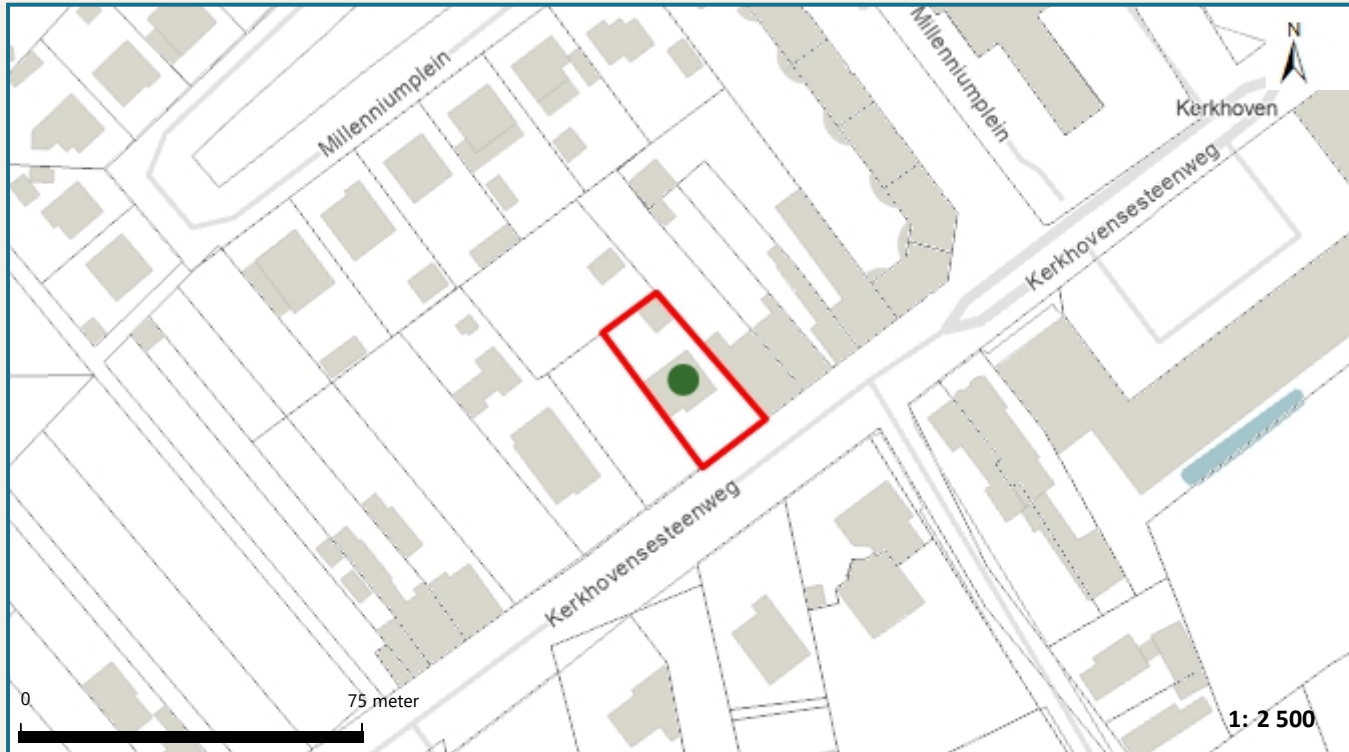 Millenniumplein
N
Millenniumplein
Kerkhoven
Kerkhovensesteenweg
Kerkhovensesteenweg
0
75 meter
1: 2 500